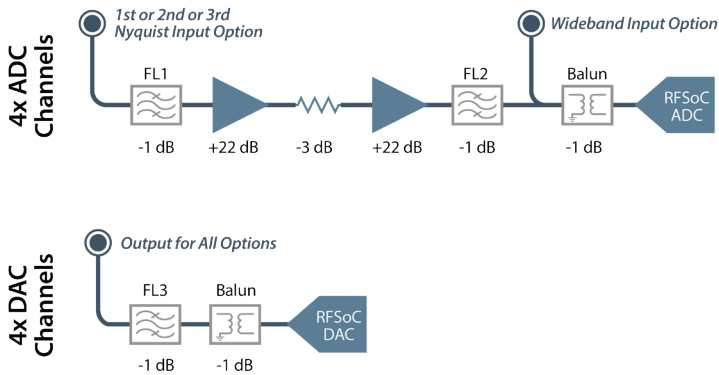 4x ADC
Channels
1st or 2nd or 3rd
Nyquist Input Option
Wideband Input Option
FL1
FL2
Balun
RFSoC
ADC
-1 dB
+22 dB
-3 dB
+22 dB
-1 dB
-1 dB
4x DAC
Channels
Output for All Options
FL3
Balun
RFSoC
DAC
-1 dB
-1 dB